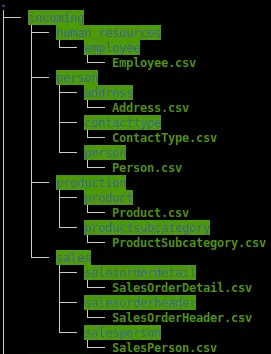 .
incoming
human_resources
employee
Employee.csv
person
address
Address.csv
contacttype
ContactType.csv
person
Person.csv
production
product
Product.csv
productsubcategory
ProductSubcategory.csv
sales
salesorderdetail
SalesOrderDetail.csv
salesorderheader
SalesOrderHeader.csv
salesperson
SalesPerson.csv